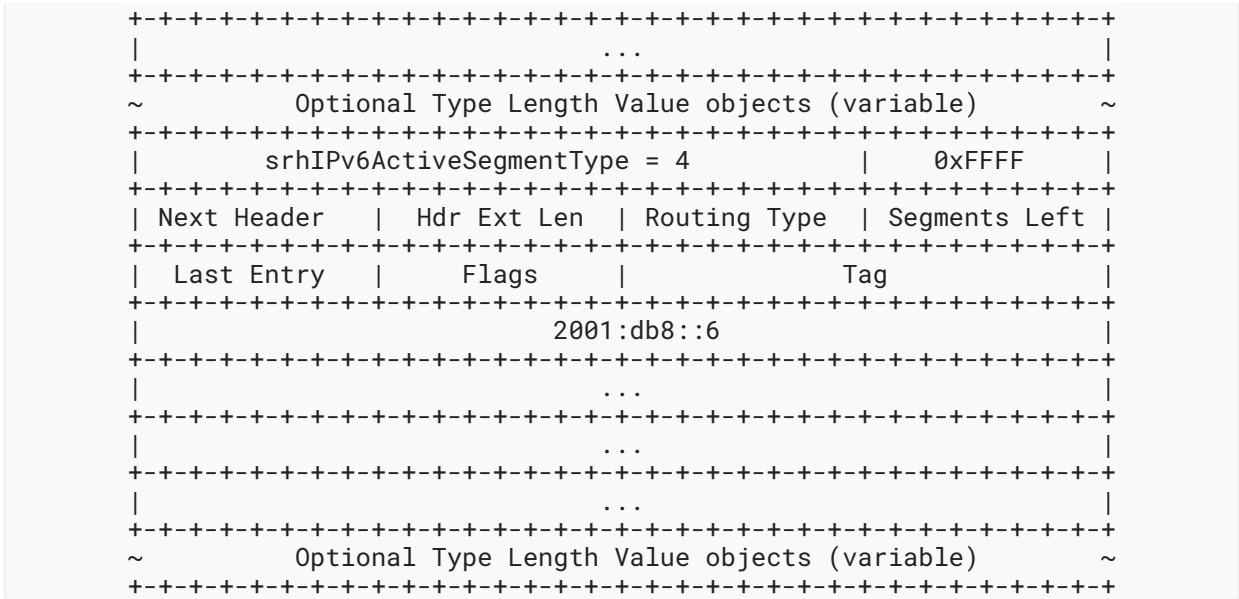 +-+-+-+-+-+-+-+-+-+-+-+-+-+-+-+-+-+-+-+-+-+-+-+-+-+-+-+-+-+-+-+-+
|                               ...                             |
+-+-+-+-+-+-+-+-+-+-+-+-+-+-+-+-+-+-+-+-+-+-+-+-+-+-+-+-+-+-+-+-+
~          Optional Type Length Value objects (variable)        ~
+-+-+-+-+-+-+-+-+-+-+-+-+-+-+-+-+-+-+-+-+-+-+-+-+-+-+-+-+-+-+-+-+
|        srhIPv6ActiveSegmentType = 4           |    0xFFFF     |
+-+-+-+-+-+-+-+-+-+-+-+-+-+-+-+-+-+-+-+-+-+-+-+-+-+-+-+-+-+-+-+-+
| Next Header   |  Hdr Ext Len  | Routing Type  | Segments Left |
+-+-+-+-+-+-+-+-+-+-+-+-+-+-+-+-+-+-+-+-+-+-+-+-+-+-+-+-+-+-+-+-+
|  Last Entry   |     Flags     |              Tag              |
+-+-+-+-+-+-+-+-+-+-+-+-+-+-+-+-+-+-+-+-+-+-+-+-+-+-+-+-+-+-+-+-+
|                           2001:db8::6                         |
+-+-+-+-+-+-+-+-+-+-+-+-+-+-+-+-+-+-+-+-+-+-+-+-+-+-+-+-+-+-+-+-+
|                               ...                             |
+-+-+-+-+-+-+-+-+-+-+-+-+-+-+-+-+-+-+-+-+-+-+-+-+-+-+-+-+-+-+-+-+
|                               ...                             |
+-+-+-+-+-+-+-+-+-+-+-+-+-+-+-+-+-+-+-+-+-+-+-+-+-+-+-+-+-+-+-+-+
|                               ...                             |
+-+-+-+-+-+-+-+-+-+-+-+-+-+-+-+-+-+-+-+-+-+-+-+-+-+-+-+-+-+-+-+-+
~          Optional Type Length Value objects (variable)        ~
+-+-+-+-+-+-+-+-+-+-+-+-+-+-+-+-+-+-+-+-+-+-+-+-+-+-+-+-+-+-+-+-+